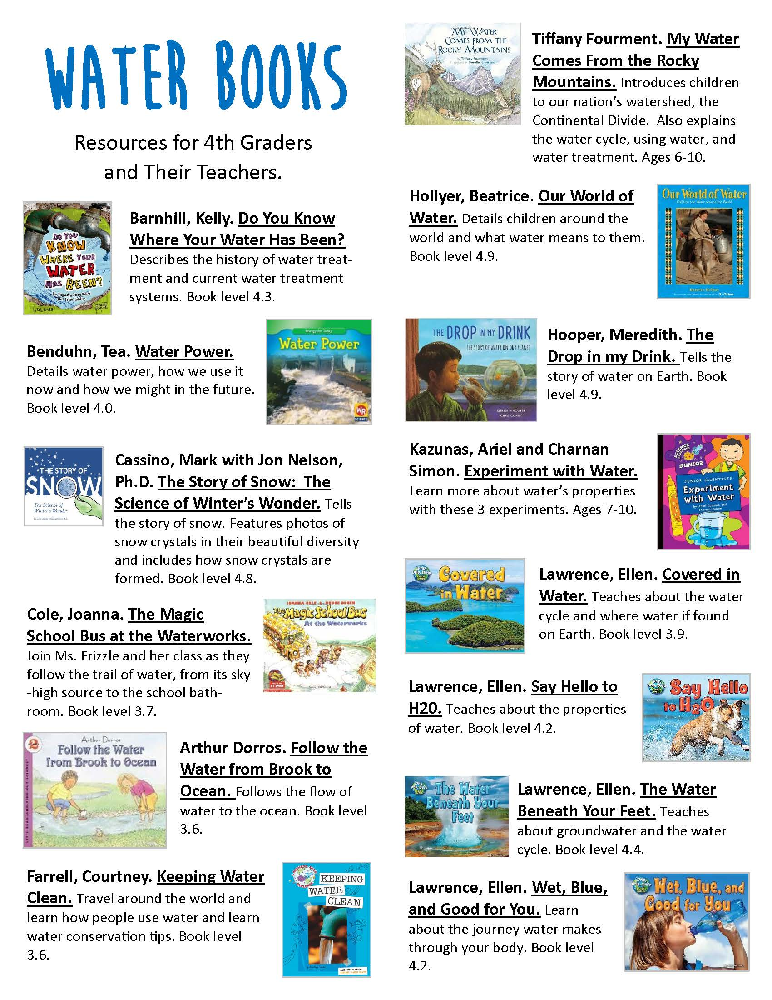 WATER BOOKS
Resources for 4th Graders
and Their Teachers.
DO YOU
KNOW
WHERE YOUR
WATER
HAS BEEN?
The Disgusting Story Behind
What You're Drinking
by Kelly Barnhill
EDGE
BOOKS
Barnhill, Kelly. Do You Know
Where Your Water Has Been?
Describes the history of water treat-
ment and current water treatment
systems. Book level 4.3.
Benduhn, Tea. Water Power.
Details water power, how we use it
now and how we might in the future.
Book level 4.0.
Energy for Today
Water Power
WR
SCIENCE
THE STORY OF
SNOW
The Science of
Winter's Wonder
Cassino, Mark with Jon Nelson,
Ph.D. The Story of Snow:  The
Science of Winter's Wonder. Tells
the story of snow. Features photos of
snow crystals in their beautiful diversity
and includes how snow crystals are
formed. Book level 4.8.
Cole, Joanna. The Magic
School Bus at the Waterworks.
Join Ms. Frizzle and her class as they
follow the trail of water, from its sky
-high source to the school bath-
room. Book level 3.7.
The Magic School Bus
At the Waterworks
Arthur Dorros
Follow the Water
from Brook to Ocean
2
LET'S-READ-AND-FIND-OUT SCIENCE
Arthur Dorros. Follow the
Water from Brook to
Ocean. Follows the flow of
water to the ocean. Book level
3.6.
Farrell, Courtney. Keeping Water
Clean. Travel around the world and
learn how people use water and learn
water conservation tips. Book level
3.6.
KEEPING
WATER
CLEAN
MY WATER
COMES FROM THE
ROCKY MOUNTAINS
by Tiffany Fourment
Illustrated by Dorothy Emerling
Tiffany Fourment. My Water
Comes From the Rocky
Mountains. Introduces children
to our nation's watershed, the
Continental Divide.  Also explains
the water cycle, using water, and
water treatment. Ages 6-10.
Hollyer, Beatrice. Our World of
Water. Details children around the
world and what water means to them.
Book level 4.9.
Our World of Water
Children and Water Around the World
Beatrice Hollyer
Oxfam
THE DROP IN MY DRINK
THE STORY OF WATER ON OUR PLANET
MEREDITH HOOPER
CHRIS COADY
Hooper, Meredith. The
Drop in my Drink. Tells the
story of water on Earth. Book
level 4.9.
Kazunas, Ariel and Charnan
Simon. Experiment with Water.
Learn more about water's properties
with these 3 experiments. Ages 7-10.
SCIENCE
EXPLORER
JUNIOR
JUNIOR SCIENTISTS
Experiment
with Water
by Ariel Kazunas and
Charnan Simon
Drip,
Drip, Drop
Covered
in Water
by Ellen Lawrence
Lawrence, Ellen. Covered in
Water. Teaches about the water
cycle and where water if found
on Earth. Book level 3.9.
Lawrence, Ellen. Say Hello to
H20. Teaches about the properties
of water. Book level 4.2.
Drip,
Drip, Drop
Say Hello
to H2O
Drip,
Drip, Drop
The Water
Beneath Your
Feet
Lawrence, Ellen. The Water
Beneath Your Feet. Teaches
about groundwater and the water
cycle. Book level 4.4.
Lawrence, Ellen. Wet, Blue,
and Good for You. Learn
about the journey water makes
through your body. Book level
4.2.
Drip,
Drip, Drop
Wet, Blue, and
Good for You